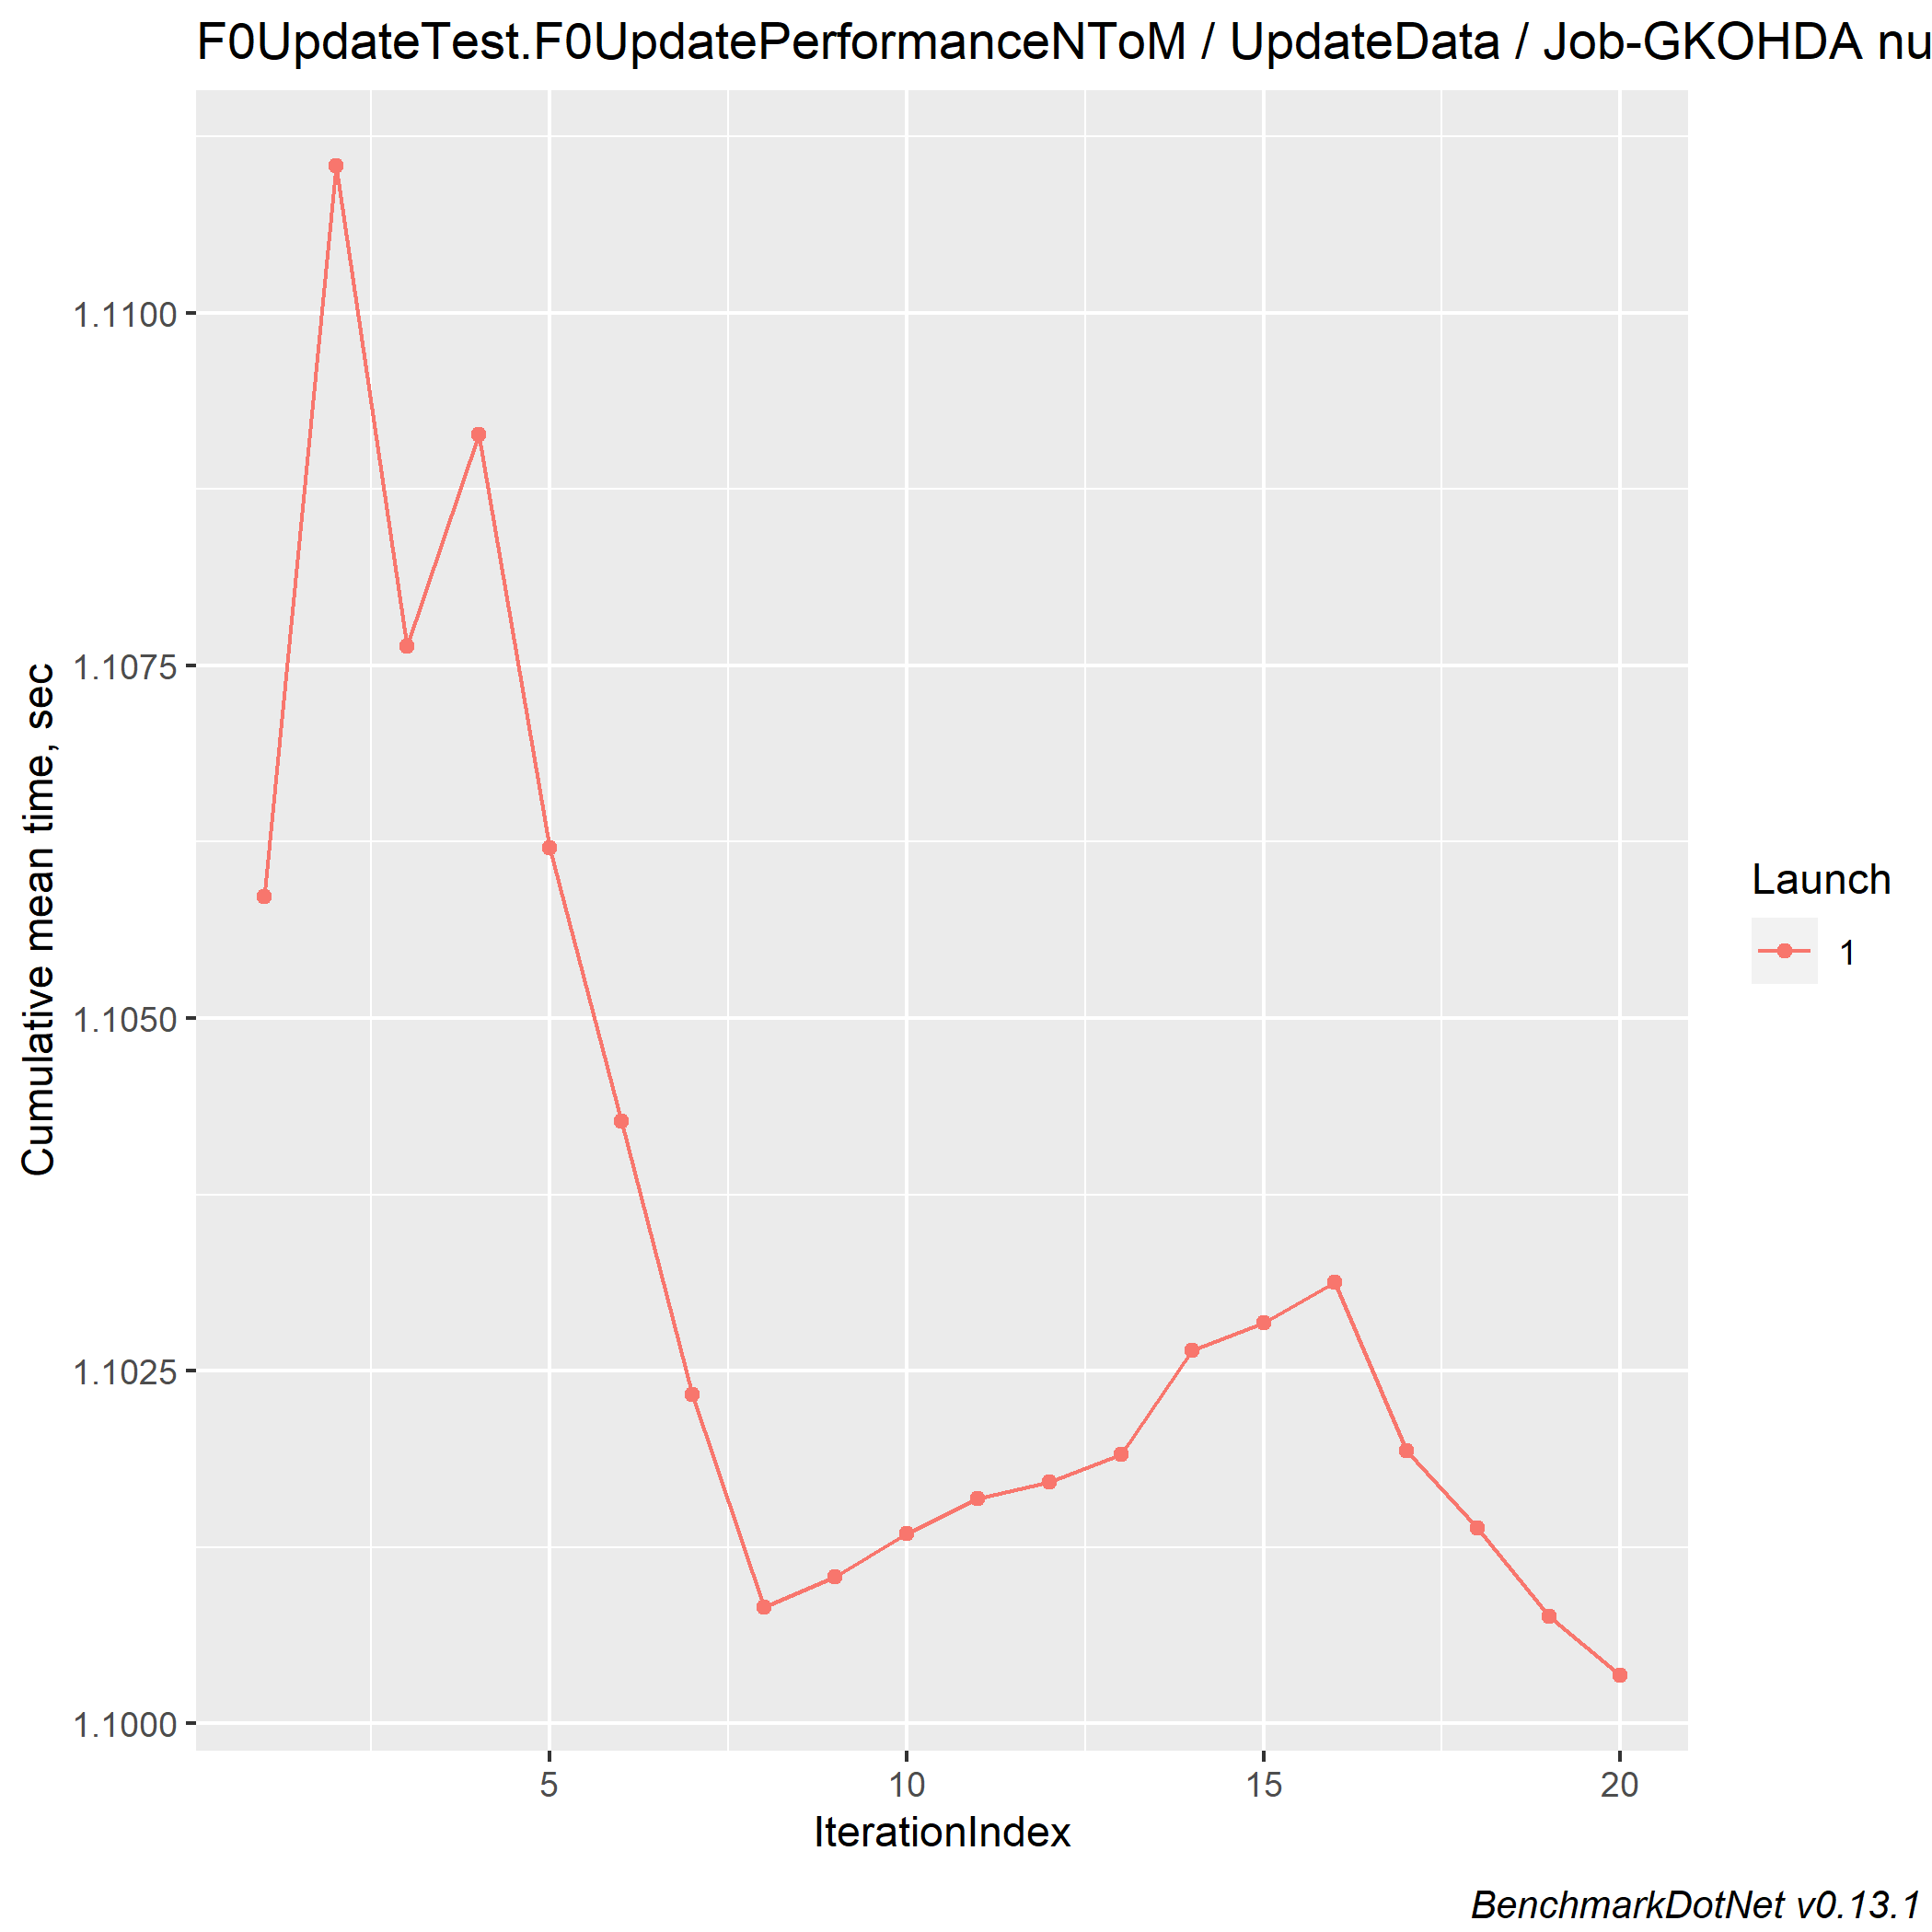 F0UpdateTest.F0UpdatePerformanceNToM / UpdateData / Job-GKOHDA nu
1.1100
1.1075
1.1050
1.1025
1.1000
Cumulative mean time, sec
5
10
15
20
IterationIndex
Launch
1
BenchmarkDotNet v0.13.1